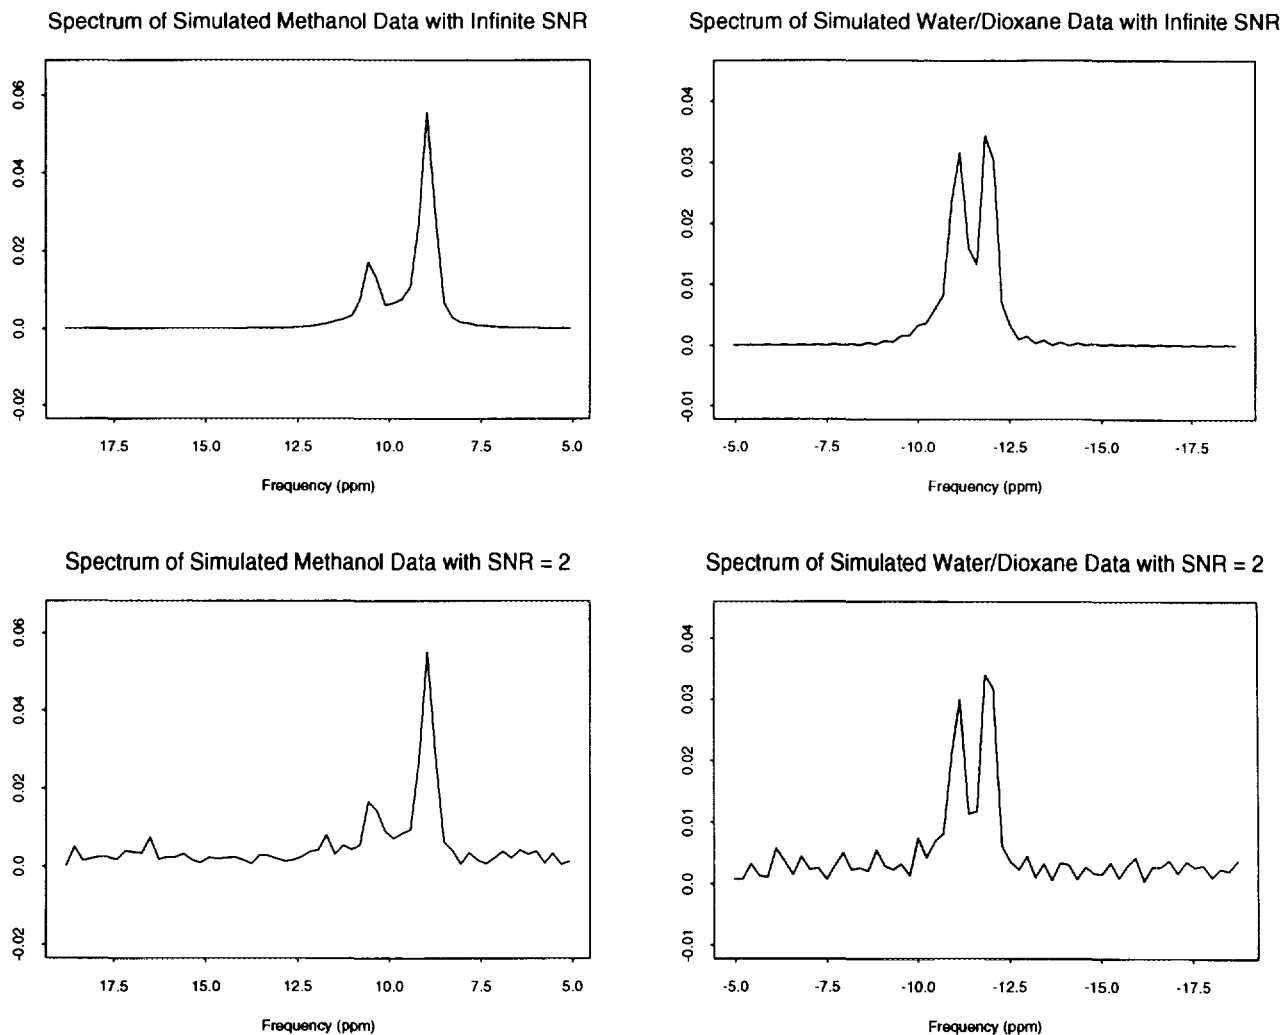 Spectrum of Simulated Methanol Data with Infinite SNR
0.06
0.04
0.02
0.0
-0.02
17.5 15.0 12.5 10.0 7.5 5.0
Frequency (ppm)
Spectrum of Simulated Water/Dioxane Data with Infinite SNR
0.04
0.03
0.02
0.01
0.0
-0.01
-5.0 -7.5 -10.0 -12.5 -15.0 -17.5
Frequency (ppm)
Spectrum of Simulated Methanol Data with SNR = 2
0.06
0.04
0.02
0.0
-0.02
17.5 15.0 12.5 10.0 7.5 5.0
Frequency (ppm)
Spectrum of Simulated Water/Dioxane Data with SNR = 2
0.04
0.03
0.02
0.01
0.0
-0.01
-5.0 -7.5 -10.0 -12.5 -15.0 -17.5
Frequency (ppm)